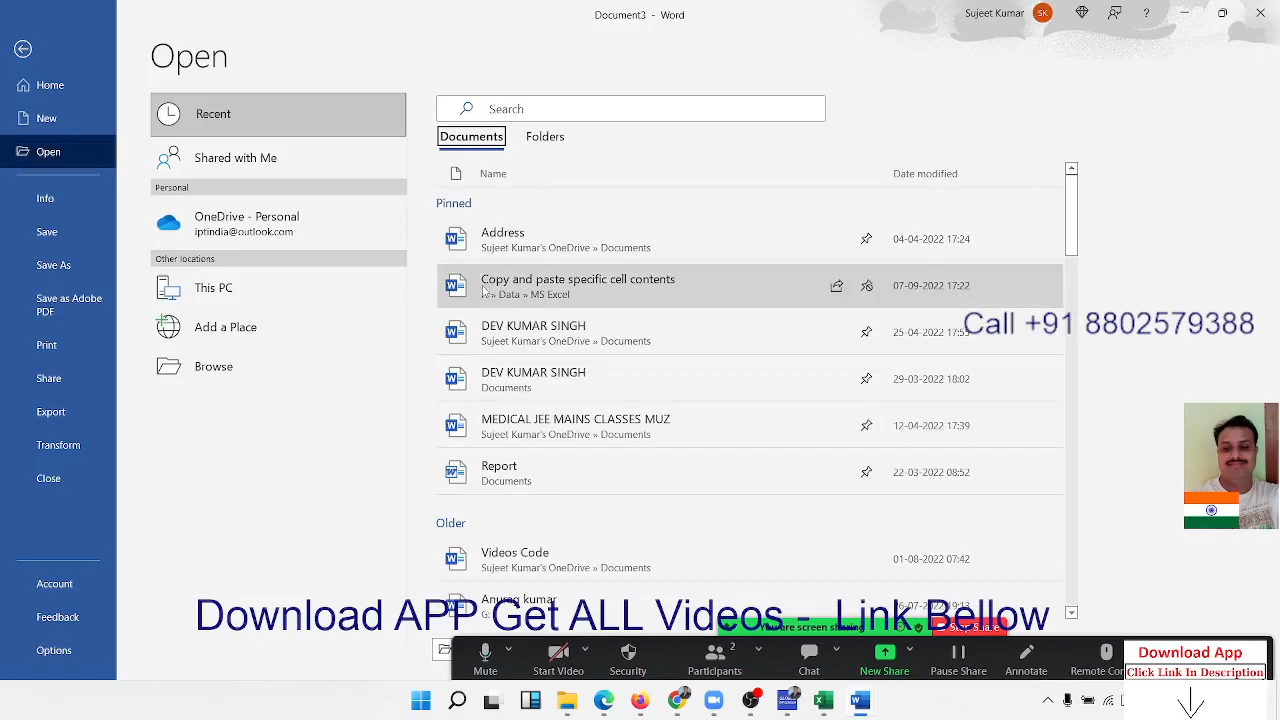 Document3 - Word
Sujeet Kumar
SK
?
Open
Home
New
Open
Info
Save
Save As
Save as Adobe
PDF
Print
Share
Export
Transform
Close
Account
Feedback
Options
Recent
Shared with Me
Personal
OneDrive - Personal
iptindia@outlook.com
Other locations
This PC
Add a Place
Browse
Search
Documents
Folders
Name
Date modified
Pinned
Address
Sujeet Kumar's OneDrive » Documents
04-04-2022 17:24
Copy and paste specific cell contents
» Data » MS Excel
07-09-2022 17:22
DEV KUMAR SINGH
Sujeet Kumar's OneDrive » Documents
25-04-2022
Call +91 8802579388
DEV KUMAR SINGH
Documents
29-03-2022 18:02
MEDICAL JEE MAINS CLASSES MUZ
Sujeet Kumar's OneDrive » Documents
12-04-2022 17:39
Report
Documents
22-03-2022 08:52
Older
Videos Code
Sujeet Kumar's OneDrive » Documents
01-08-2022 07:42
Anurag kumar
G:
Download APP Get ALL Videos - Link Bellow
You are screen sharing
Stop Share
Mute
Start Video
Security
Participants
2
Chat
New Share
Pause Share
Annotate
Remote
Download App
Click Link In Description